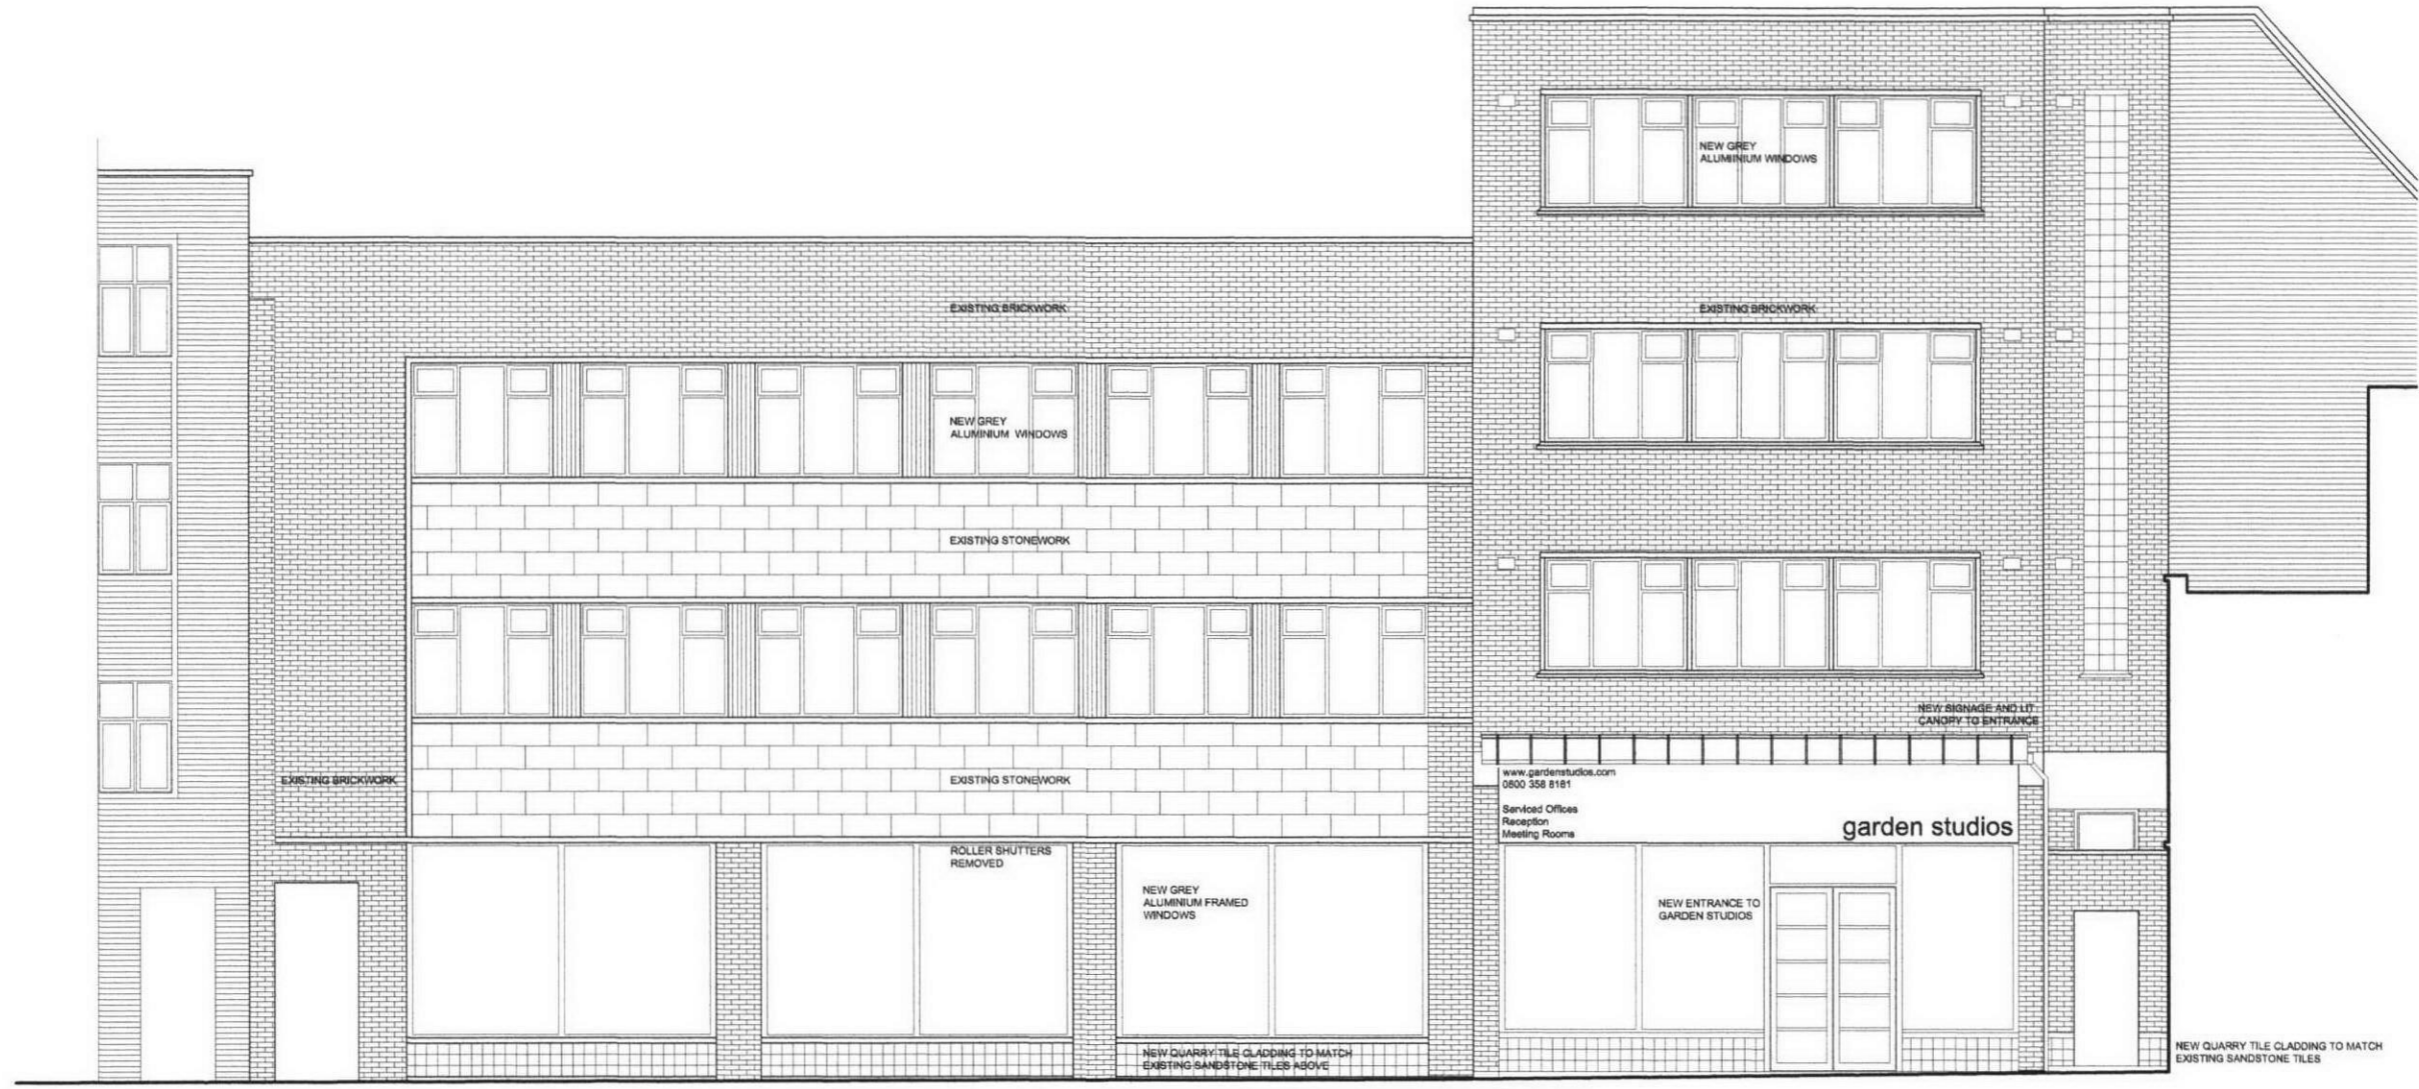 NEW GREY
ALUMIINIUM WINDOWS
EXISTING BRICKWORK
EXISTING BRICKWORK
NEW GREY
ALUMINIUM WINDOWS
EXISTING STONEWORK
NEW SIGNAGE AND LIT
CANOPY TO ENTRANCE
EXISTING BRICKWORK
EXISTING STONEWORK
www.gardenstudios.com
0800 358 8181
Serviced Offices
Reception
Meeting Rooms
garden studios
ROLLER SHUTTERS
REMOVED
NEW GREY
ALUMINIUM FRAMED
WINDOWS
NEW ENTRANCE TO
GARDEN STUDIOS
NEW QUARRY TILE CLADDING TO MATCH
EXISTING SANDSTONE TILES ABOVE
NEW QUARRY TILE CLADDING TO MATCH
EXISTING SANDSTONE TILES